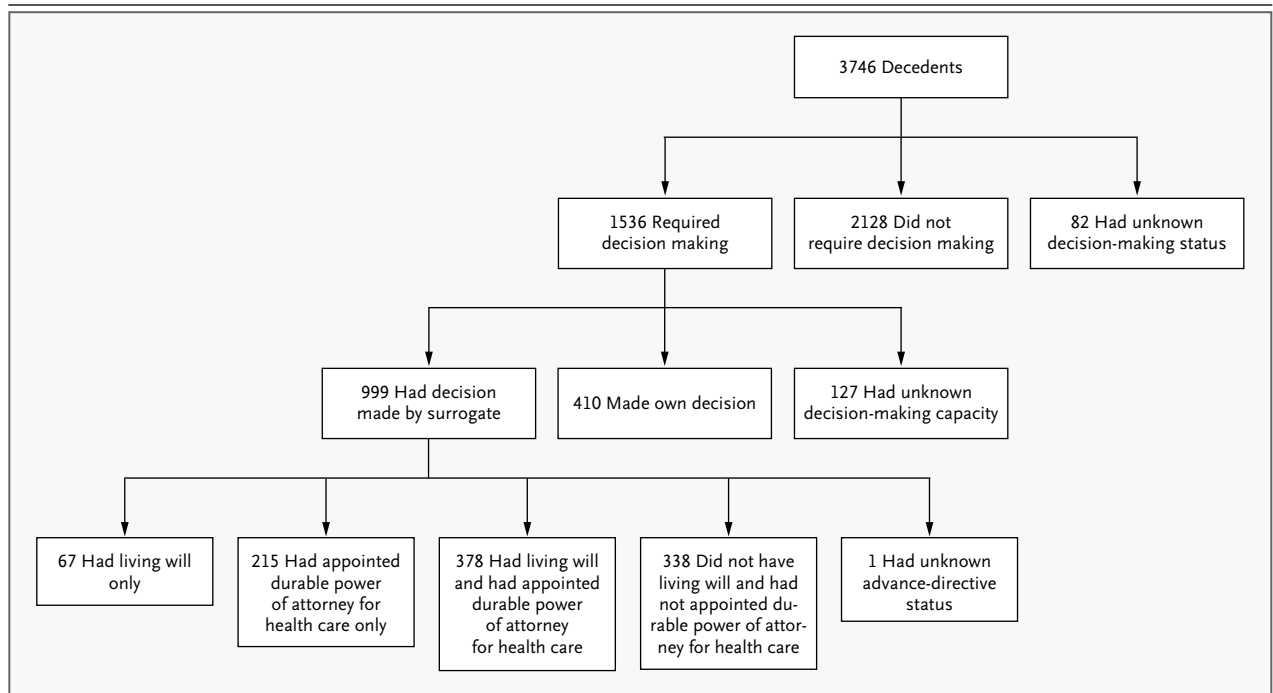 3746 Decedents
1536 Required
decision making
2128 Did not
require decision making
82 Had unknown
decision-making status
999 Had decision
made by surrogate
410 Made own decision
127 Had unknown
decision-making capacity
67 Had living will
only
215 Had appointed
durable power
of attorney for
health care only
378 Had living will
and had appointed
durable power
of attorney
for health care
338 Did not have
living will and had
not appointed du-
rable power of attor-
ney for health care
1 Had unknown
advance-directive
status